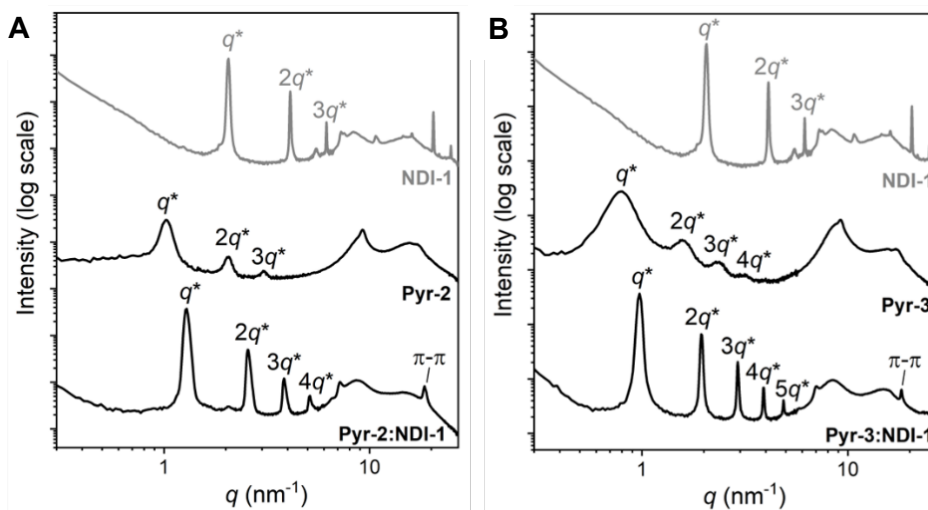 A
Intensity (log scale)
q*
2q*
3q*
NDI-1
q*
2q*
3q*
Pyr-2
q*
2q*
3q*
4q*
π-π
Pyr-2:NDI-1
1
10
q (nm⁻¹)
B
Intensity (log scale)
q*
2q*
3q*
NDI-1
q*
2q*
3q*
4q*
Pyr-3
q*
2q*
3q*
4q*
5q*
π-π
Pyr-3:NDI-1
1
10
q (nm⁻¹)